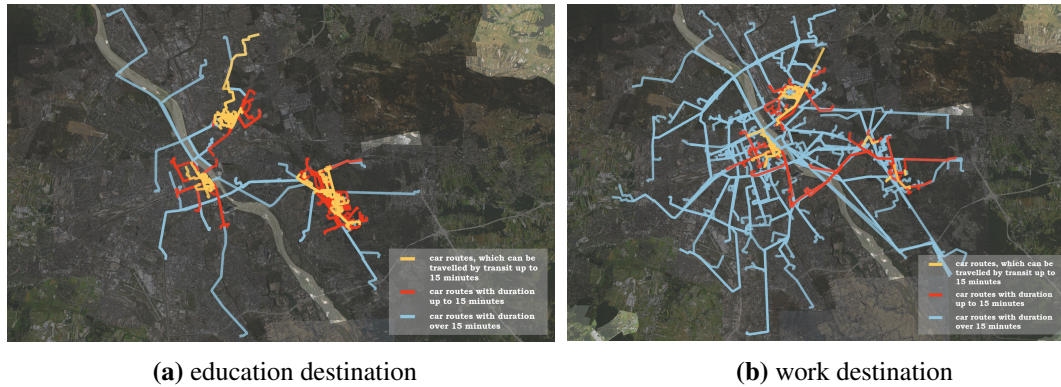 car routes, which can be
travelled by transit up to
15 minutes
car routes with duration
up to 15 minutes
car routes with duration
over 15 minutes
car routes, which can be
travelled by transit up to
15 minutes
car routes with duration
up to 15 minutes
car routes with duration
over 15 minutes
(a) education destination
(b) work destination